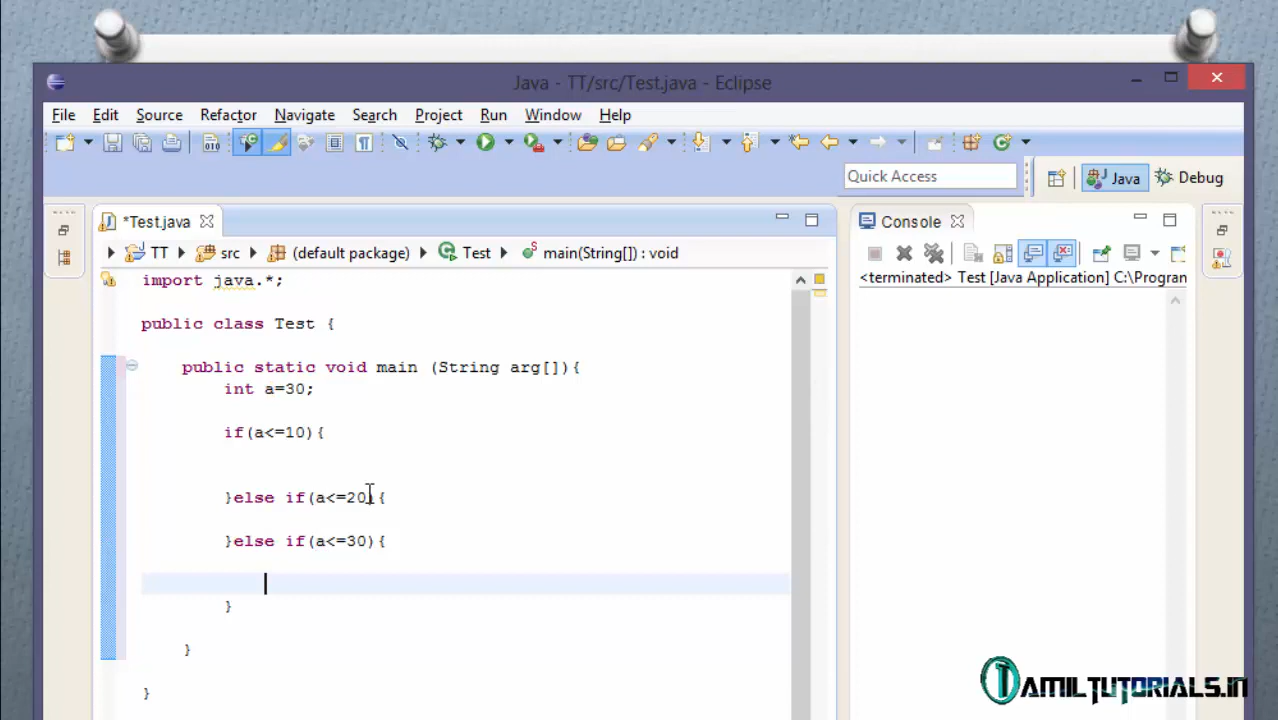 Java - TT/src/Test.java - Eclipse
File Edit Source Refactor Navigate Search Project Run Window Help
Quick Access
Java
Debug
*Test.java
Console
TT src (default package) Test main(String[]) : void
<terminated> Test [Java Application] C:\Program
import java.*;
public class Test {
public static void main (String arg[]){
int a=30;
if(a<=10){
}else if(a<=20){
}else if(a<=30){
}
}
}
TAMILTUTORIALS.IN